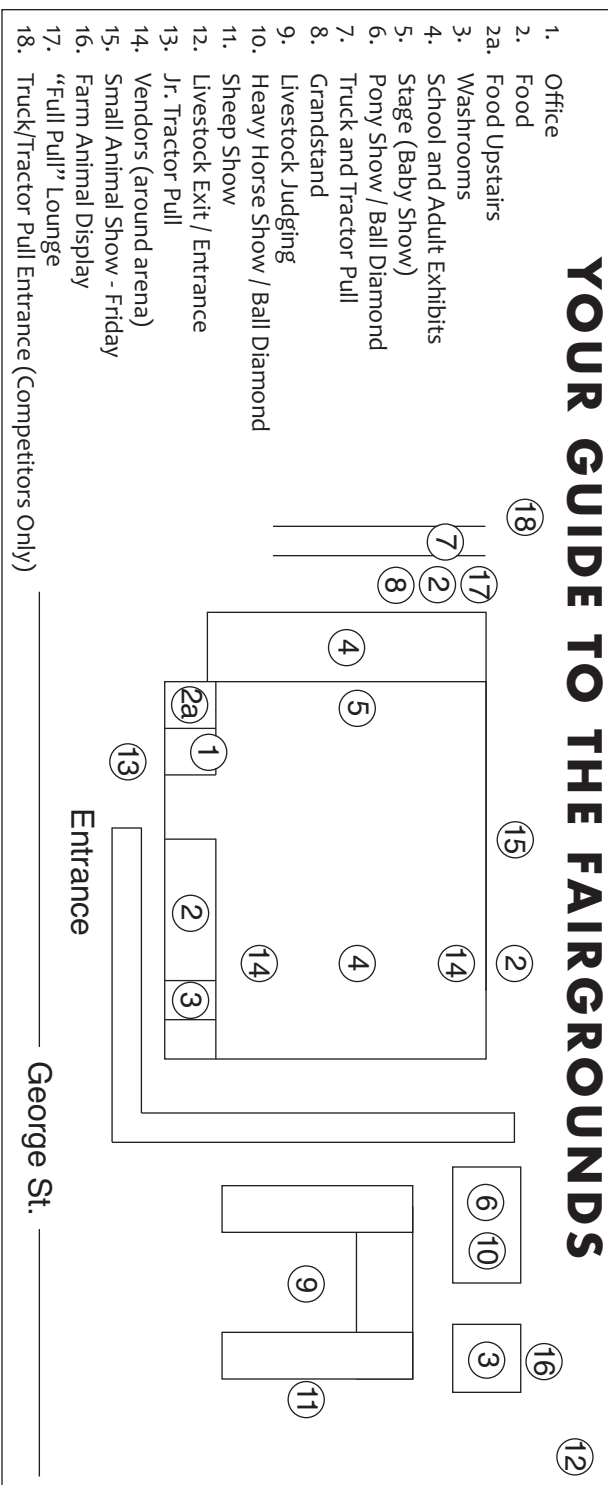 YOUR GUIDE TO THE FAIRGROUNDS
1. Office
2. Food
2a. Food Upstairs
3. Washrooms
4. School and Adult Exhibits
5. Stage (Baby Show)
6. Pony Show / Ball Diamond
7. Truck and Tractor Pull
8. Grandstand
9. Livestock Judging
10. Heavy Horse Show / Ball Diamond
11. Sheep Show
12. Livestock Exit / Entrance
13. Jr. Tractor Pull
14. Vendors (around arena)
15. Small Animal Show - Friday
16. Farm Animal Display
17. “Full Pull” Lounge
18. Truck/Tractor Pull Entrance (Competitors Only)
12
18
15
2
16
17
7
2
14
6
10
3
8
4
5
4
9
11
14
1
2a
2
3
13
Entrance
George St.